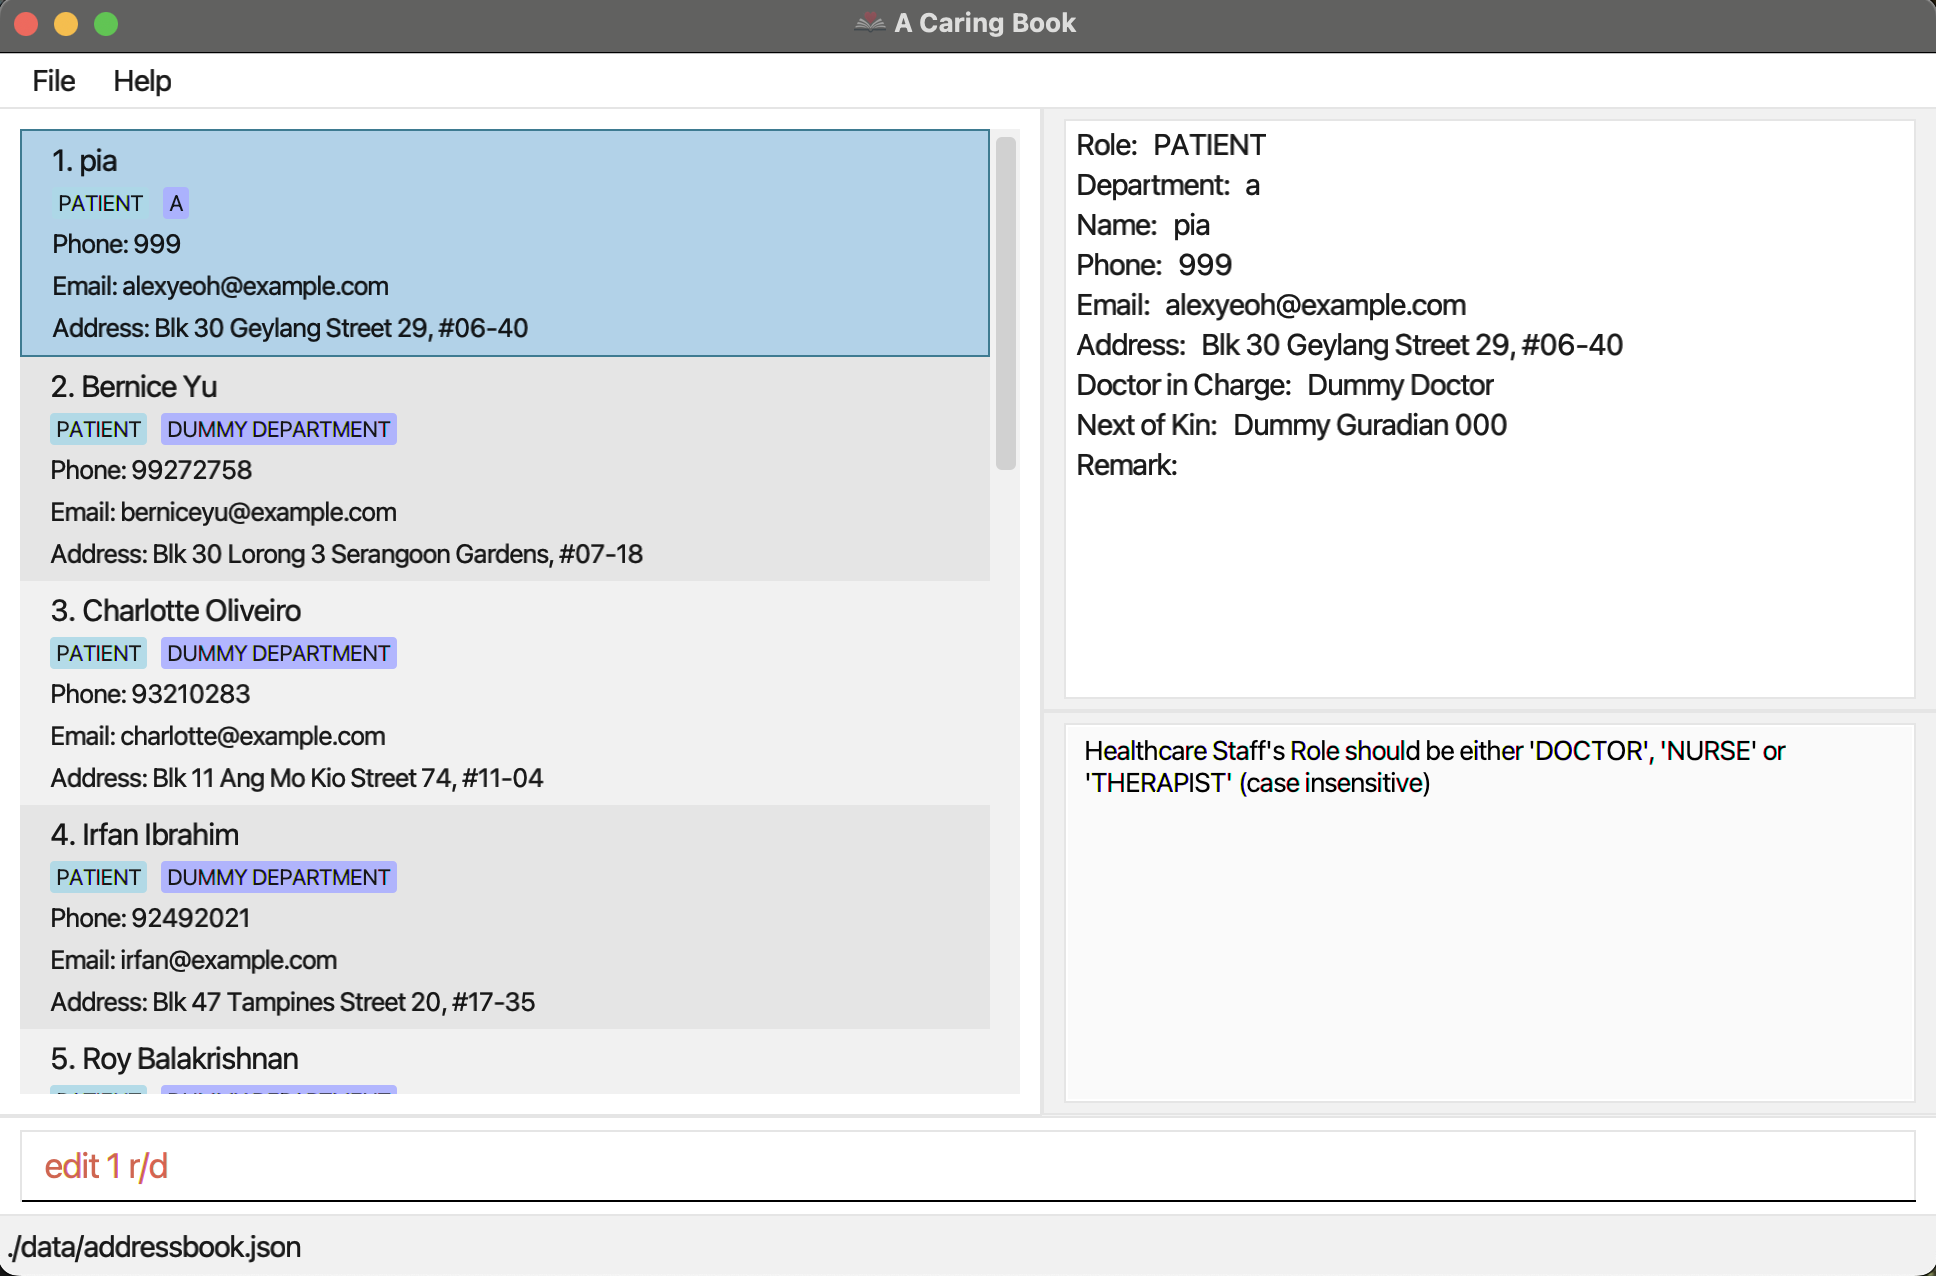 A Caring Book
File Help
1. pia
PATIENT A
Phone: 999
Email: alexyeoh@example.com
Address: Blk 30 Geylang Street 29, #06-40
2. Bernice Yu
PATIENT DUMMY DEPARTMENT
Phone: 99272758
Email: berniceyu@example.com
Address: Blk 30 Lorong 3 Serangoon Gardens, #07-18
3. Charlotte Oliveiro
PATIENT DUMMY DEPARTMENT
Phone: 93210283
Email: charlotte@example.com
Address: Blk 11 Ang Mo Kio Street 74, #11-04
4. Irfan Ibrahim
PATIENT DUMMY DEPARTMENT
Phone: 92492021
Email: irfan@example.com
Address: Blk 47 Tampines Street 20, #17-35
5. Roy Balakrishnan
Role: PATIENT
Department: a
Name: pia
Phone: 999
Email: alexyeoh@example.com
Address: Blk 30 Geylang Street 29, #06-40
Doctor in Charge: Dummy Doctor
Next of Kin: Dummy Guradian 000
Remark:
Healthcare Staff's Role should be either 'DOCTOR', 'NURSE' or
'THERAPIST' (case insensitive)
edit 1 r/d
./data/addressbook.json